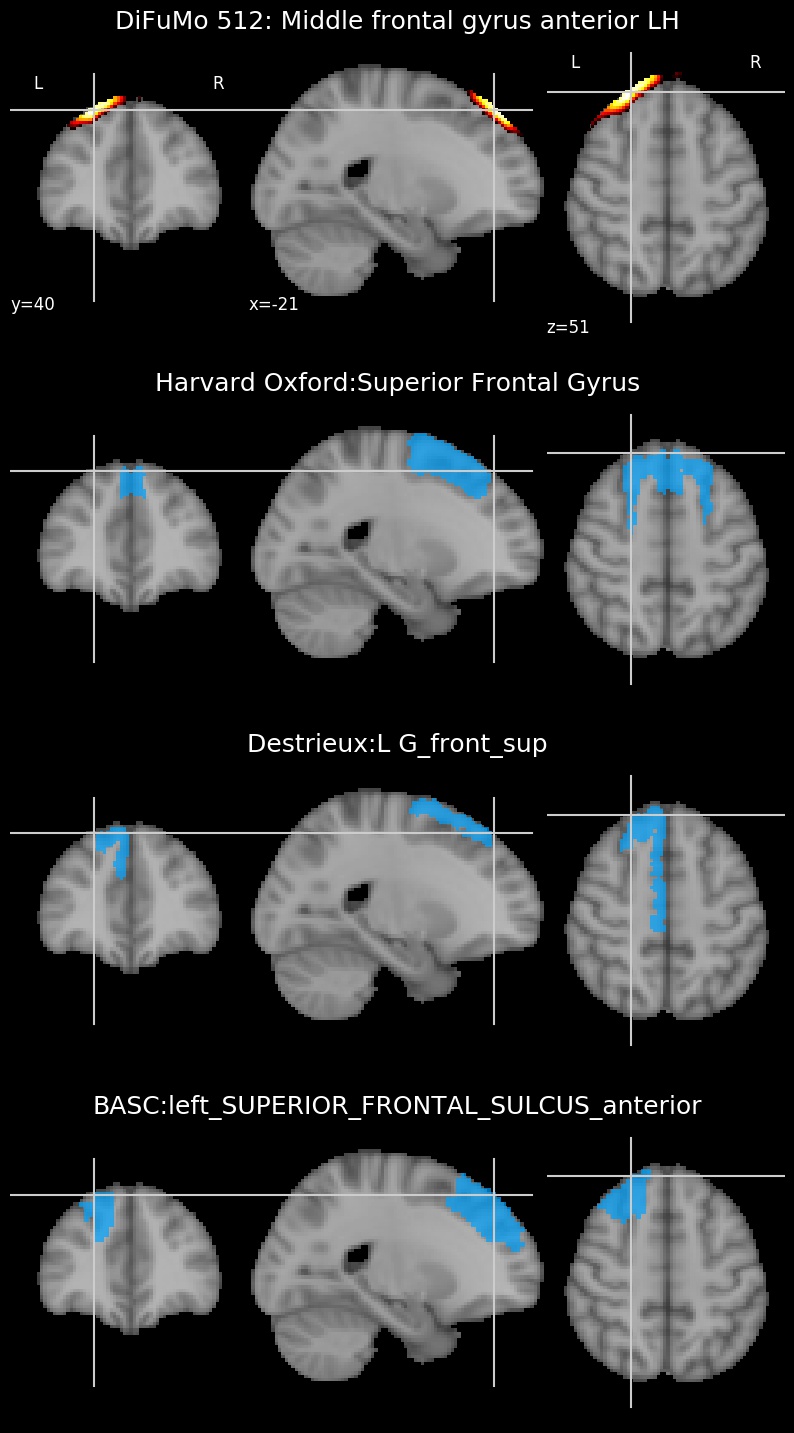 DiFuMo 512: Middle frontal gyrus anterior LH
L R L R
y=40 x=-21
z=51
Harvard Oxford:Superior Frontal Gyrus
Destrieux:L G_front_sup
BASC:left_SUPERIOR_FRONTAL_SULCUS_anterior